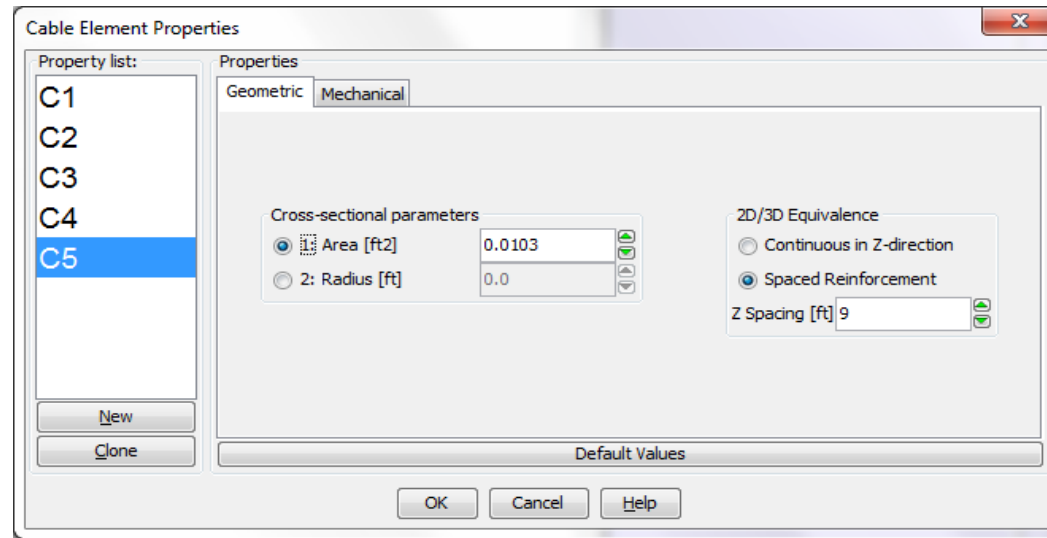 Cable Element Properties
Property list:
C1
C2
C3
C4
C5
New
Clone
Properties
Geometric Mechanical
Cross-sectional parameters
1: Area [ft2] 0.0103
2: Radius [ft] 0.0
2D/3D Equivalence
Continuous in Z-direction
Spaced Reinforcement
Z Spacing [ft] 9
Default Values
OK Cancel Help